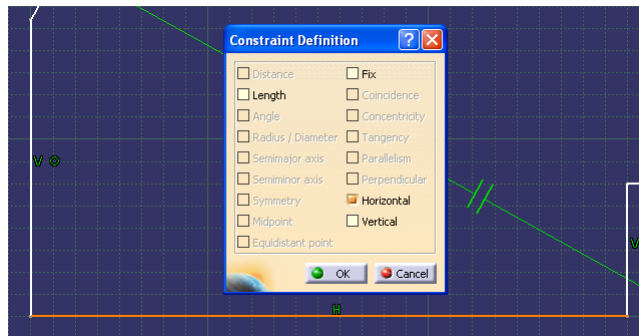 Constraint Definition
Distance
Fix
Length
Coincidence
Angle
Concentricity
Radius / Diameter
Tangency
Semimajor axis
Parallelism
Semiminor axis
Perpendicular
Symmetry
Horizontal
Midpoint
Vertical
Equidistant point
OK
Cancel
V
V
H